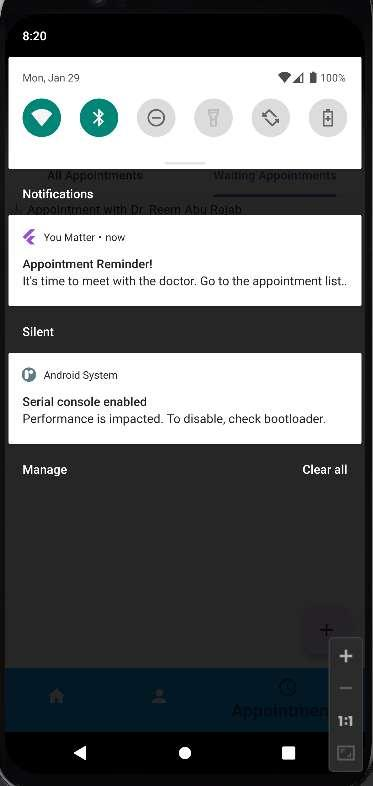 8:20
Mon, Jan 29
100%
All Appointments
Waiting Appointments
Notifications
Appointment with Dr. Reem Abu Rajab
You Matter • now
Appointment Reminder!
It's time to meet with the doctor. Go to the appointment list..
Silent
Android System
Serial console enabled
Performance is impacted. To disable, check bootloader.
Manage
Clear all
Appointmen
1:1